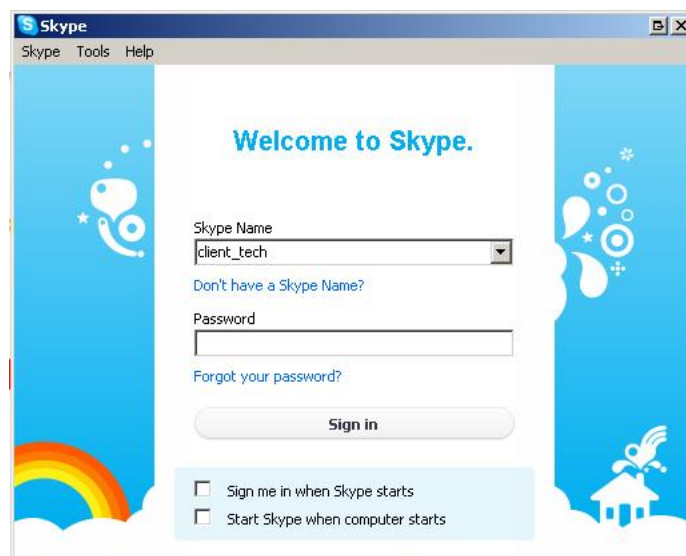 Skype
Skype Tools Help
Welcome to Skype.
Skype Name
client_tech
Don't have a Skype Name?
Password
Forgot your password?
Sign in
Sign me in when Skype starts
Start Skype when computer starts